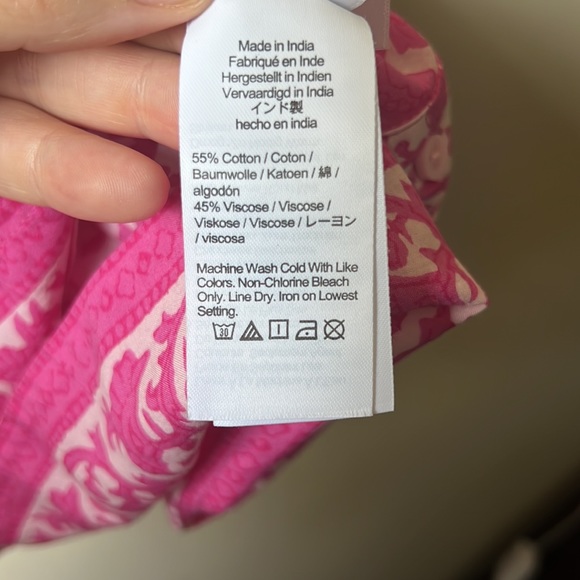 Made in India
Fabriqué en Inde
Hergestellt in Indien
Vervaardigd in India
インド製
hecho en india
55% Cotton / Coton /
Baumwolle / Katoen / 綿 /
algodón
45% Viscose / Viscose /
Viskose / Viscose / レーヨン
/ viscosa
Machine Wash Cold With Like
Colors. Non-Chlorine Bleach
Only. Line Dry. Iron on Lowest
Setting.
30